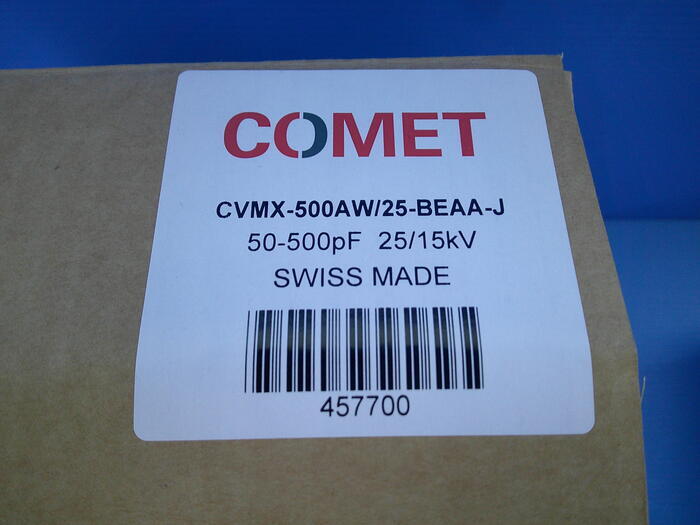 COMET
CVMX-500AW/25-BEAA-J
50-500pF 25/15kV
SWISS MADE
457700